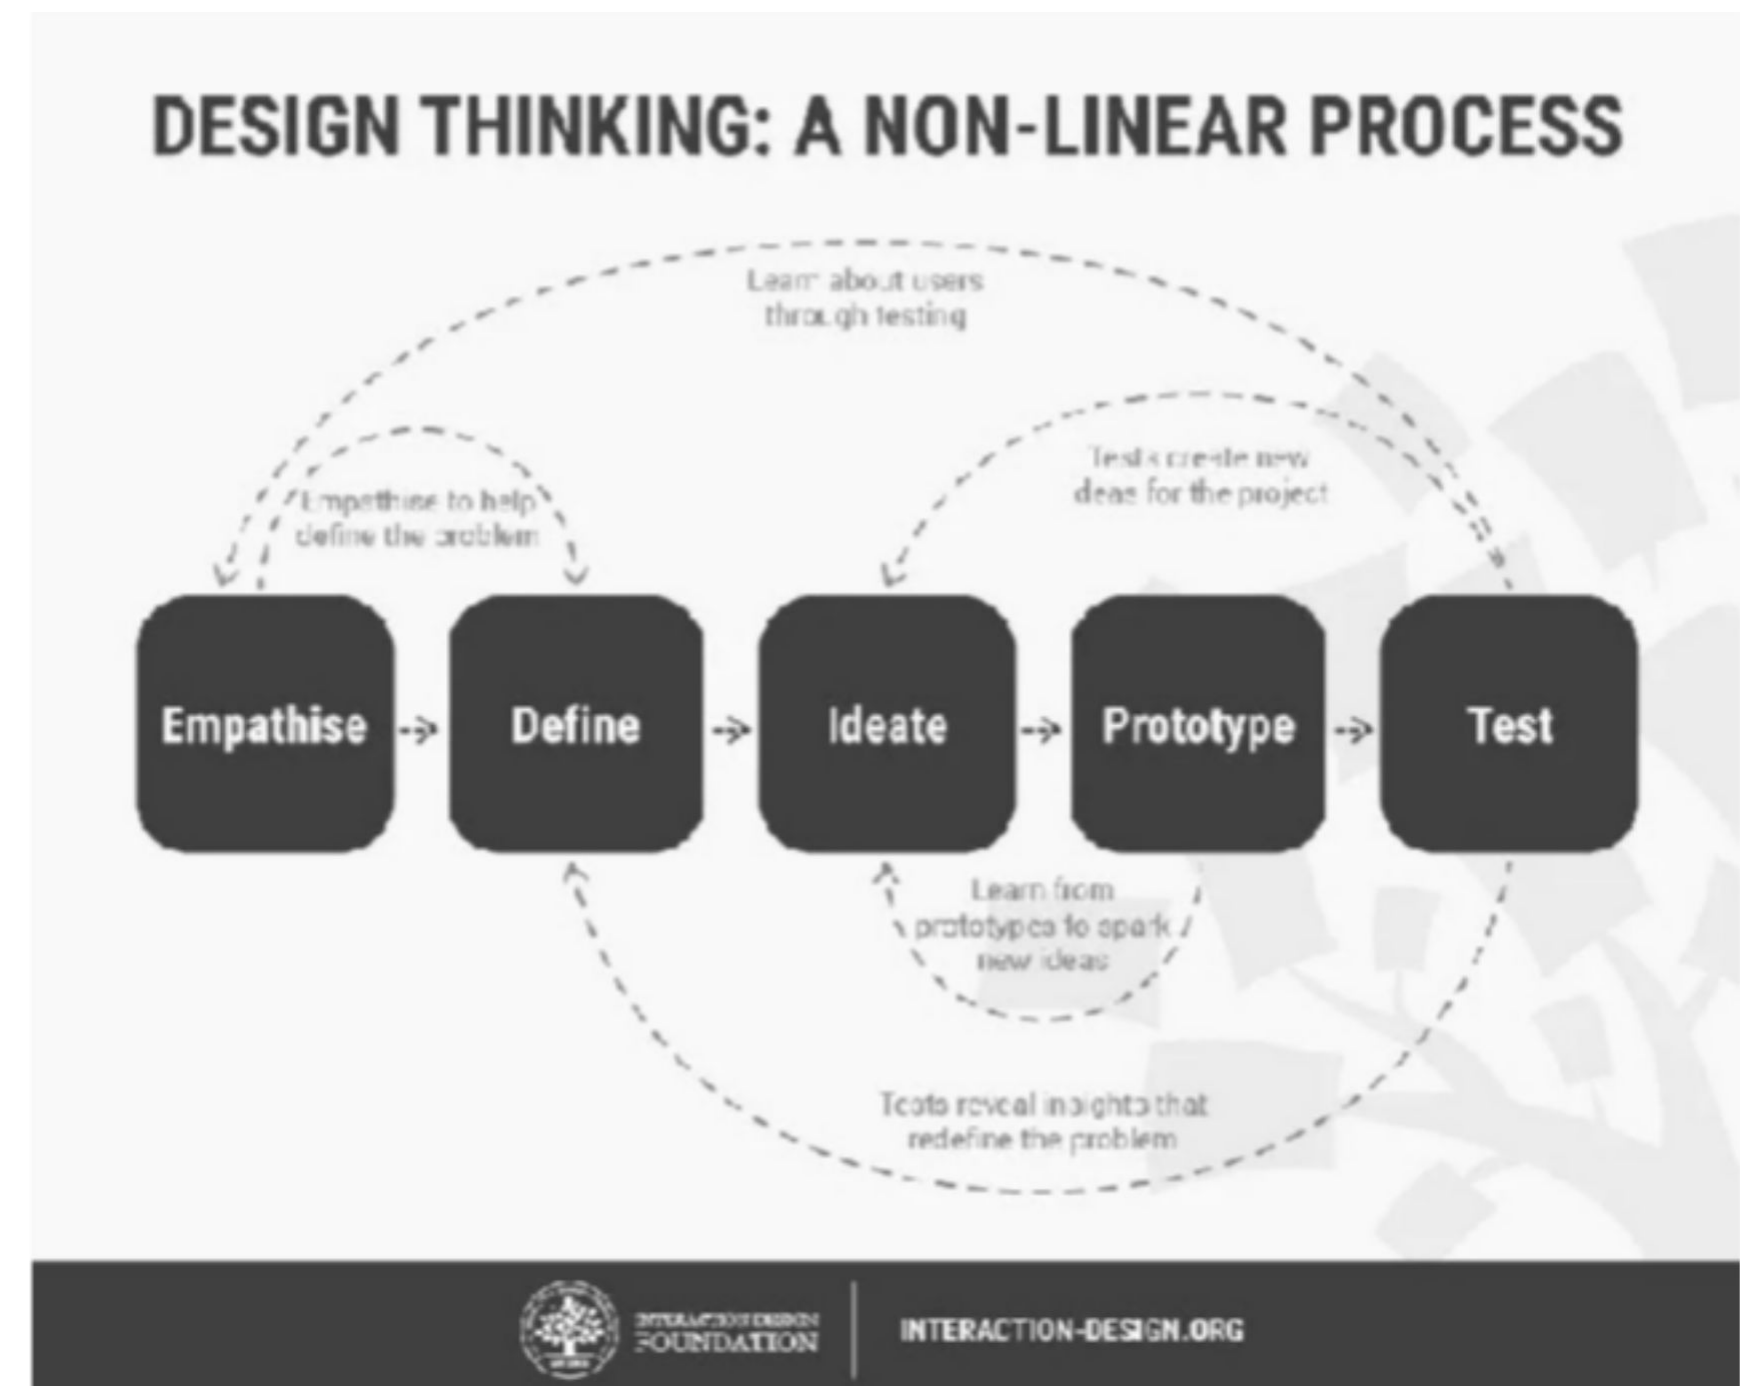 DESIGN THINKING: A NON-LINEAR PROCESS
Learn about users
through testing
Tests create new
ideas for the project
Empathise to help
define the problem
Empathise
Define
Ideate
Prototype
Test
Learn from
prototypes to spark
new ideas
Tests reveal insights that
redefine the problem
INTERACTION DESIGN
FOUNDATION
INTERACTION-DESIGN.ORG